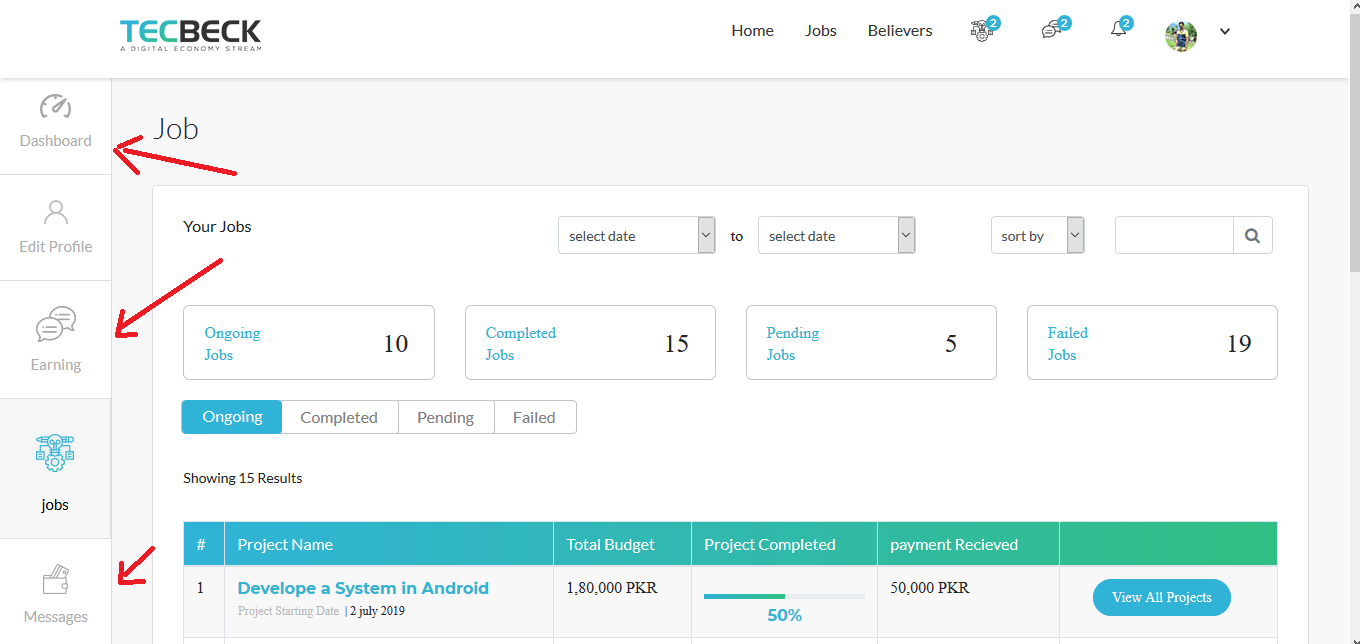 TECBECK
A DIGITAL ECONOMY STREAM
Home Jobs Believers 2 2 2
Dashboard
Edit Profile
Earning
jobs
Messages
Job
Your Jobs select date to select date sort by
Ongoing Jobs 10
Completed Jobs 15
Pending Jobs 5
Failed Jobs 19
Ongoing Completed Pending Failed
Showing 15 Results
# Project Name Total Budget Project Completed payment Recieved
1 Develope a System in Android 1,80,000 PKR 50,000 PKR View All Projects
Project Starting Date | 2 july 2019 50%